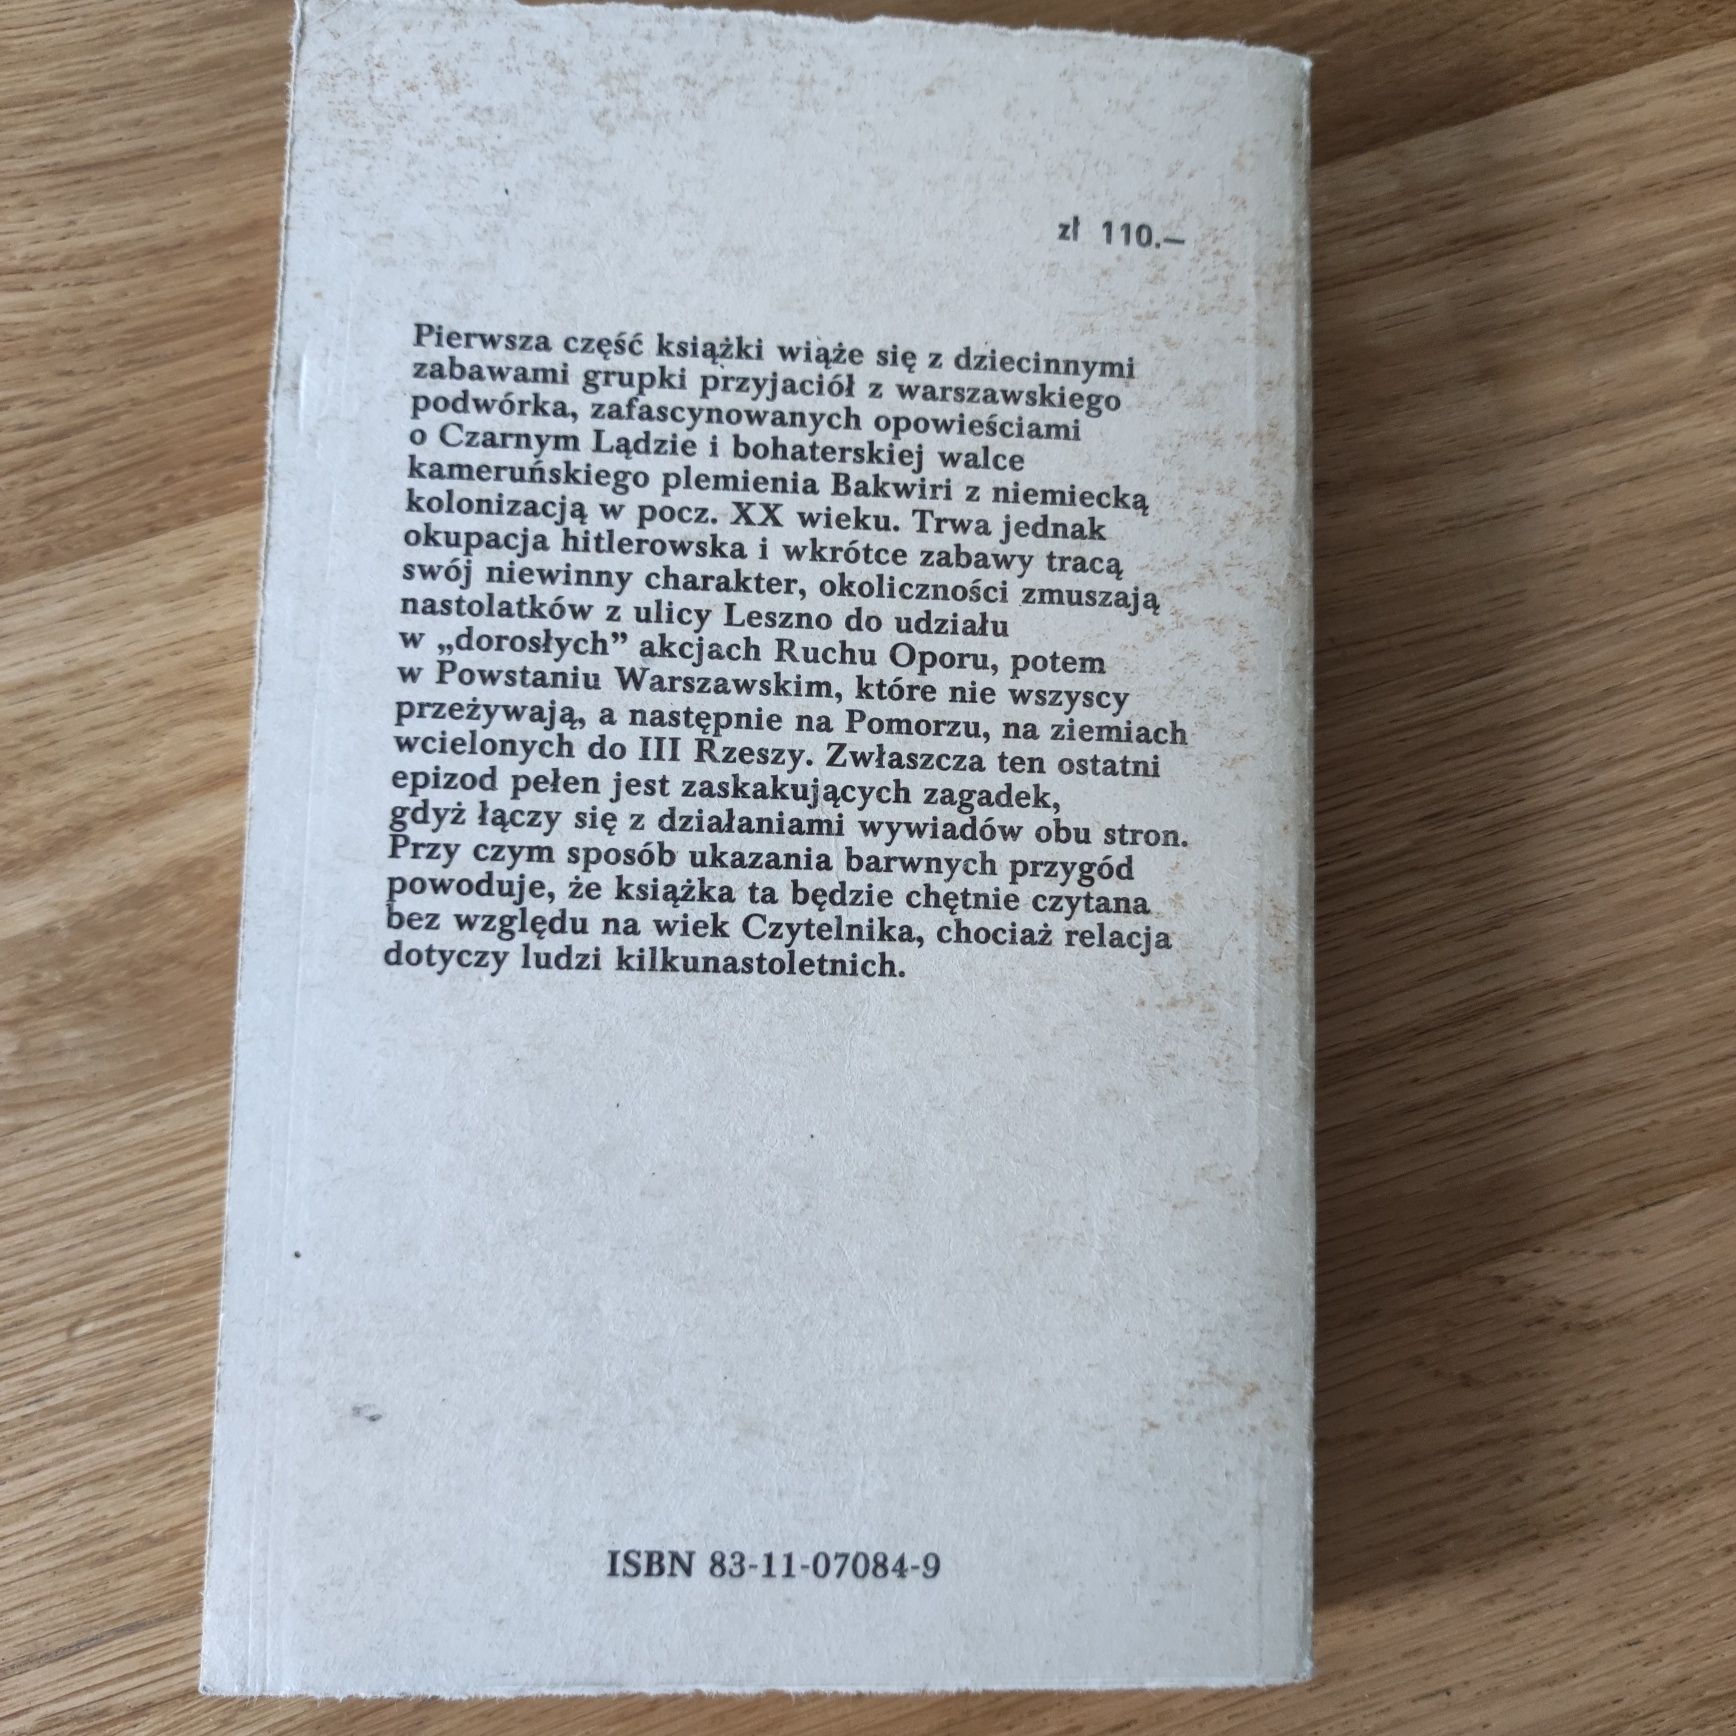 zł 110.—
Pierwsza część książki wiąże się z dziecinnymi
zabawami grupki przyjaciół z warszawskiego
podwórka, zafascynowanych opowieściami
o Czarnym Lądzie i bohaterskiej walce
kameruńskiego plemienia Bakwiri z niemiecką
kolonizacją w pocz. XX wieku. Trwa jednak
okupacja hitlerowska i wkrótce zabawy tracą
swój niewinny charakter, okoliczności zmuszają
nastolatków z ulicy Leszno do udziału
w „dorosłych” akcjach Ruchu Oporu, potem
w Powstaniu Warszawskim, które nie wszyscy
przeżywają, a następnie na Pomorzu, na ziemiach
wcielonych do III Rzeszy. Zwłaszcza ten ostatni
epizod pełen jest zaskakujących zagadek,
gdyż łączy się z działaniami wywiadów obu stron.
Przy czym sposób ukazania barwnych przygód
powoduje, że książka ta będzie chętnie czytana
bez względu na wiek Czytelnika, chociaż relacja
dotyczy ludzi kilkunastoletnich.
ISBN 83-11-07084-9